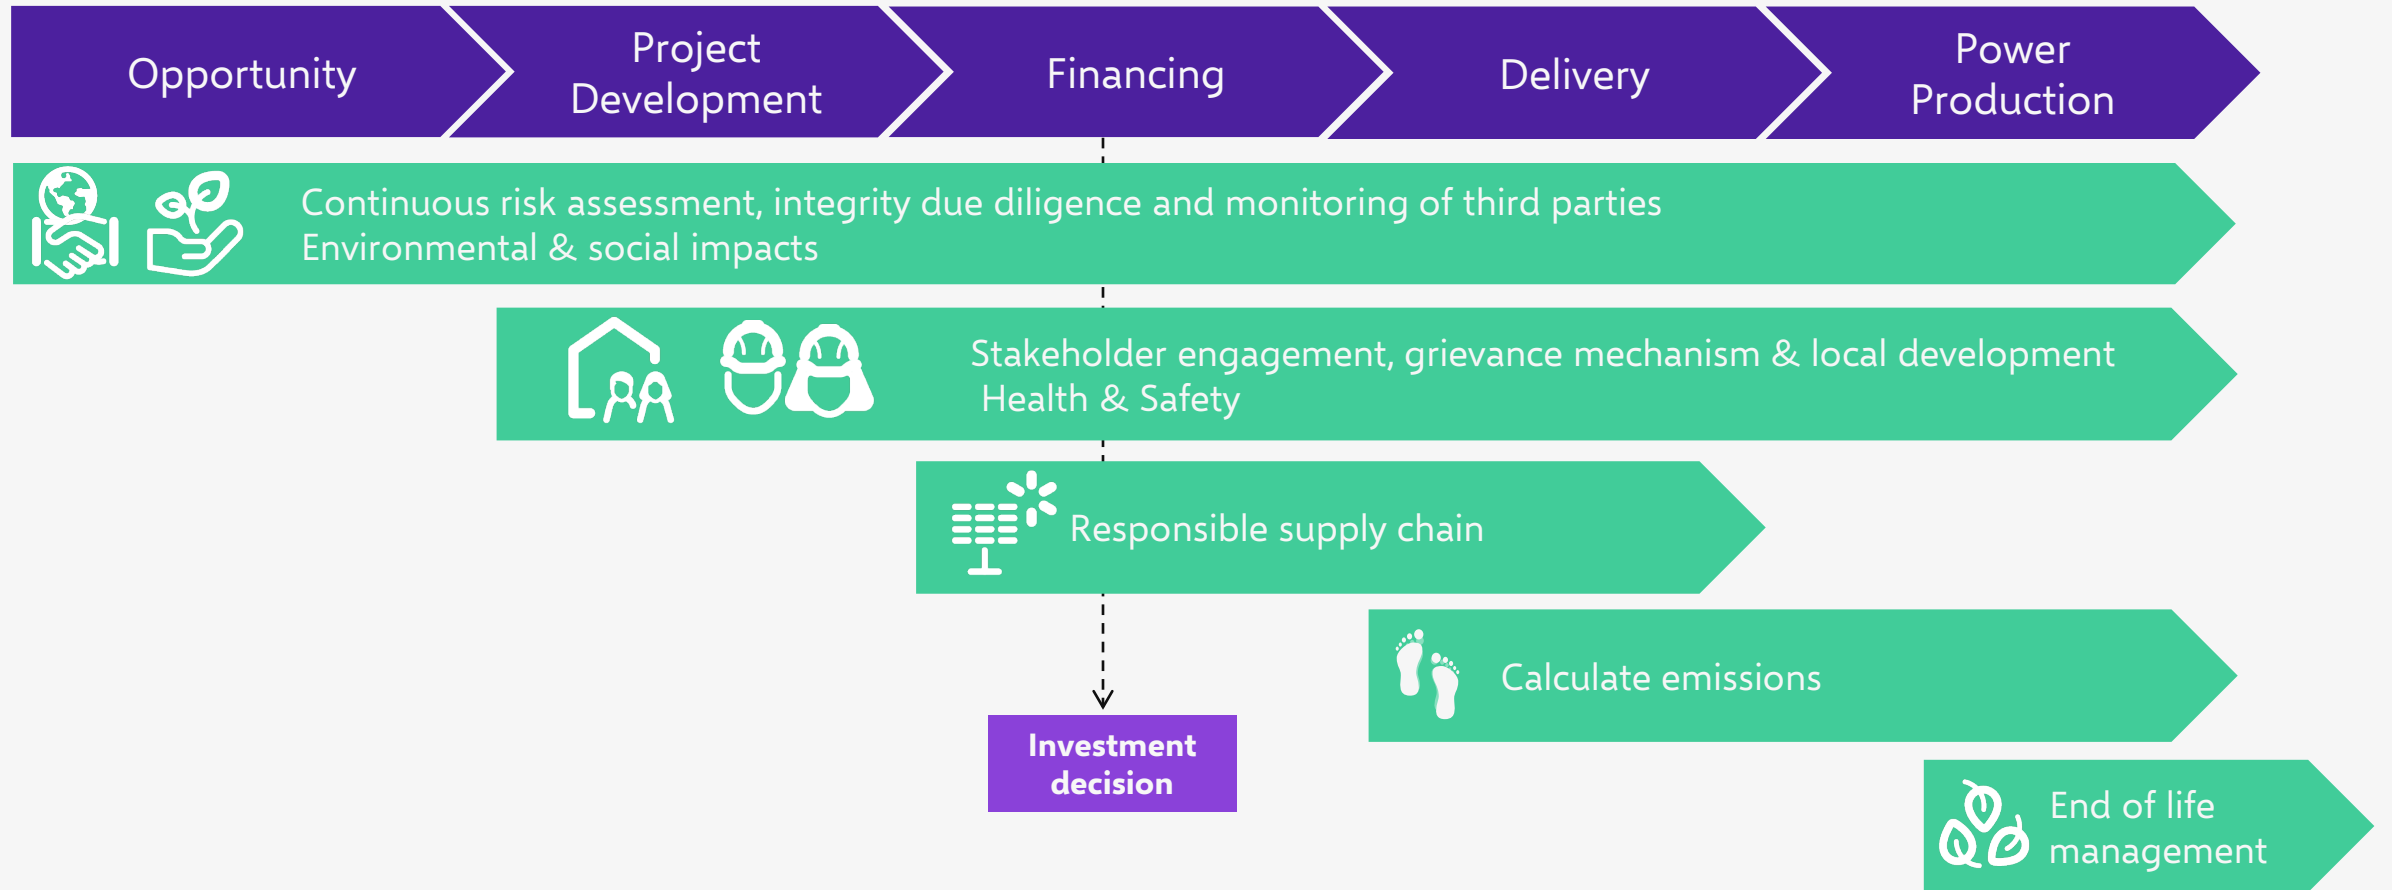 Opportunity
Project
Development
Financing
Delivery
Power
Production
Continuous risk assessment, integrity due diligence and monitoring of third parties
Environmental & social impacts
Stakeholder engagement, grievance mechanism & local development
Health & Safety
Responsible supply chain
Calculate emissions
Investment
decision
End of life
management